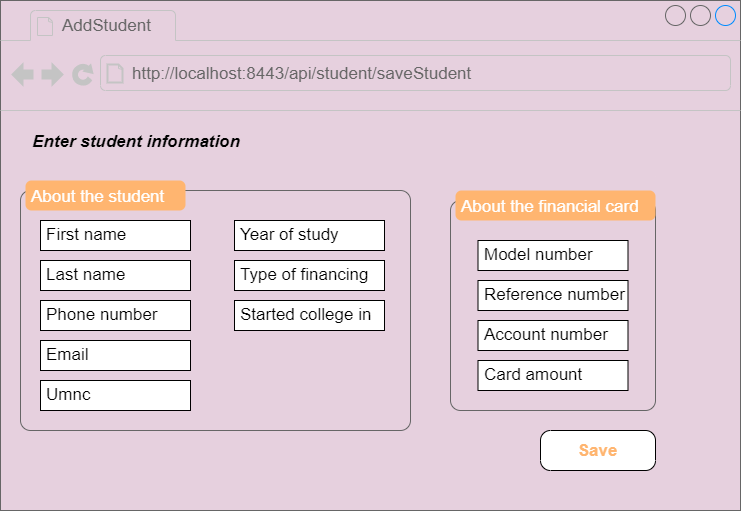 AddStudent
http://localhost:8443/api/student/saveStudent
Enter student information
About the student
First name
Last name
Phone number
Email
Umnc
Year of study
Type of financing
Started college in
About the financial card
Model number
Reference number
Account number
Card amount
Save